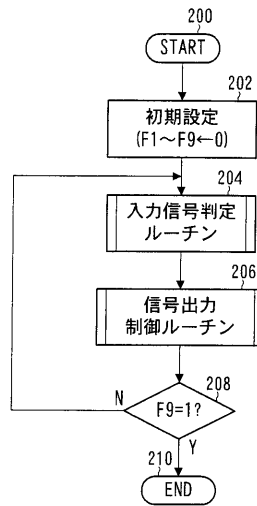 200
START
202
初期設定
(F1～F9←0)
204
入力信号判定
ルーチン
206
信号出力
制御ルーチン
208
N
F9=1?
Y
210
END